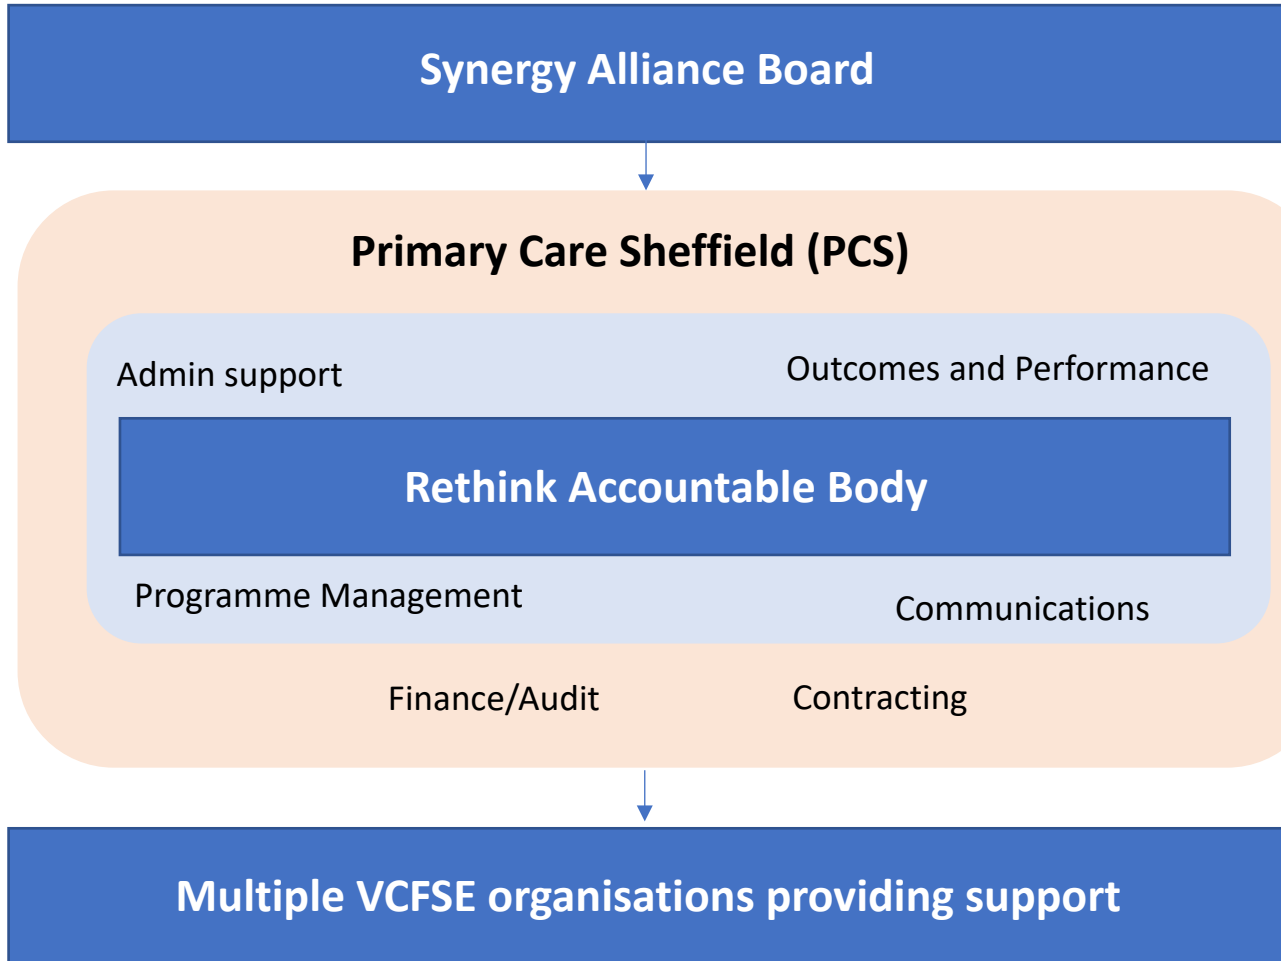 Synergy Alliance Board
Primary Care Sheffield (PCS)
Admin support
Outcomes and Performance
Rethink Accountable Body
Programme Management
Communications
Finance/Audit
Contracting
Multiple VCFSE organisations providing support